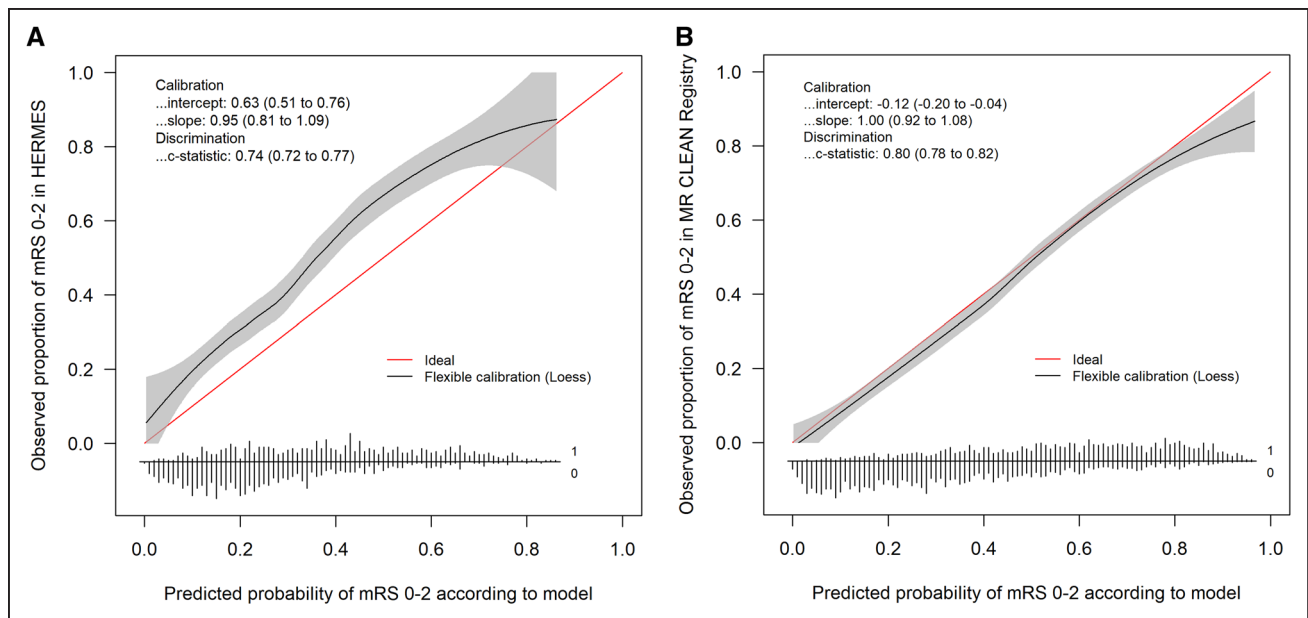 A
Observed proportion of mRS 0-2 in HERMES
1.0
0.8
0.6
0.4
0.2
0.0
Calibration
...intercept: 0.63 (0.51 to 0.76)
...slope: 0.95 (0.81 to 1.09)
Discrimination
...c-statistic: 0.74 (0.72 to 0.77)
Ideal
Flexible calibration (Loess)
1
0
0.0 0.2 0.4 0.6 0.8 1.0
Predicted probability of mRS 0-2 according to model
B
Observed proportion of mRS 0-2 in MR CLEAN Registry
1.0
0.8
0.6
0.4
0.2
0.0
Calibration
...intercept: -0.12 (-0.20 to -0.04)
...slope: 1.00 (0.92 to 1.08)
Discrimination
...c-statistic: 0.80 (0.78 to 0.82)
Ideal
Flexible calibration (Loess)
1
0
0.0 0.2 0.4 0.6 0.8 1.0
Predicted probability of mRS 0-2 according to model